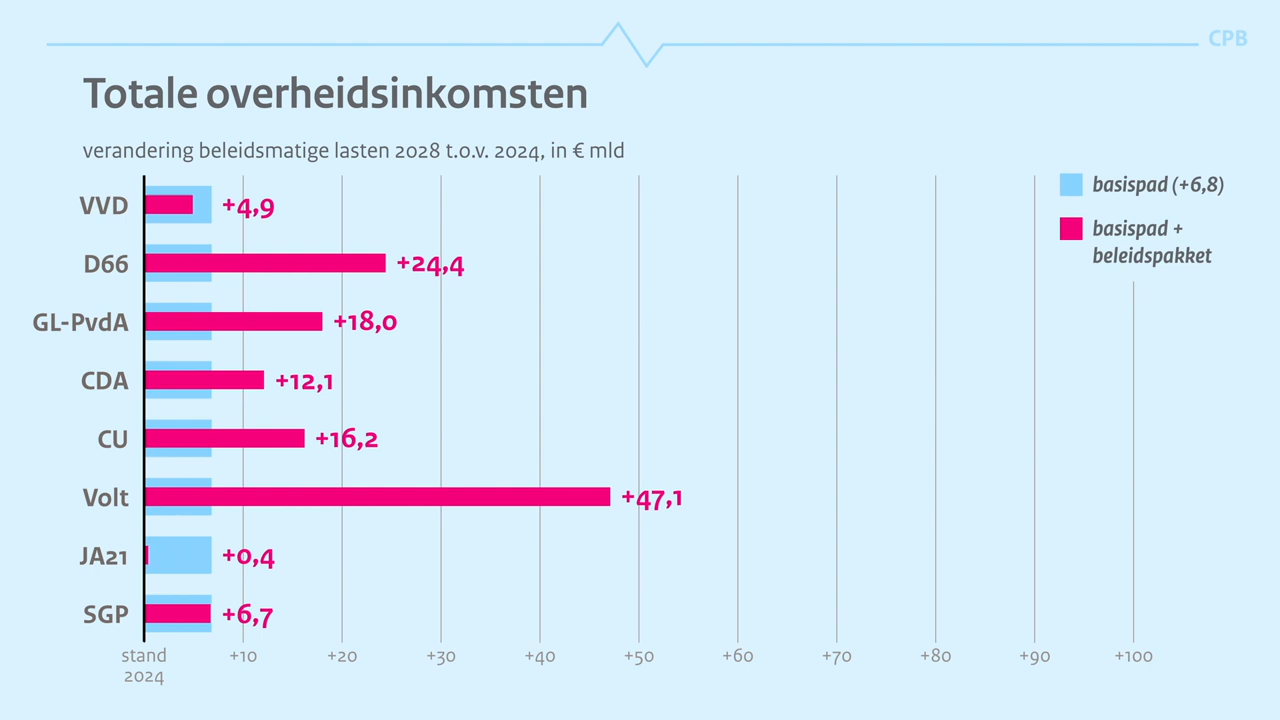 CPB
Totale overheidsinkomsten
verandering beleidsmatige lasten 2028 t.o.v. 2024, in € mld
basispad (+6,8)
basispad +
beleidspakket
VVD +4,9
D66 +24,4
GL-PvdA +18,0
CDA +12,1
CU +16,2
Volt +47,1
JA21 +0,4
SGP +6,7
stand +10 +20 +30 +40 +50 +60 +70 +80 +90 +100
2024